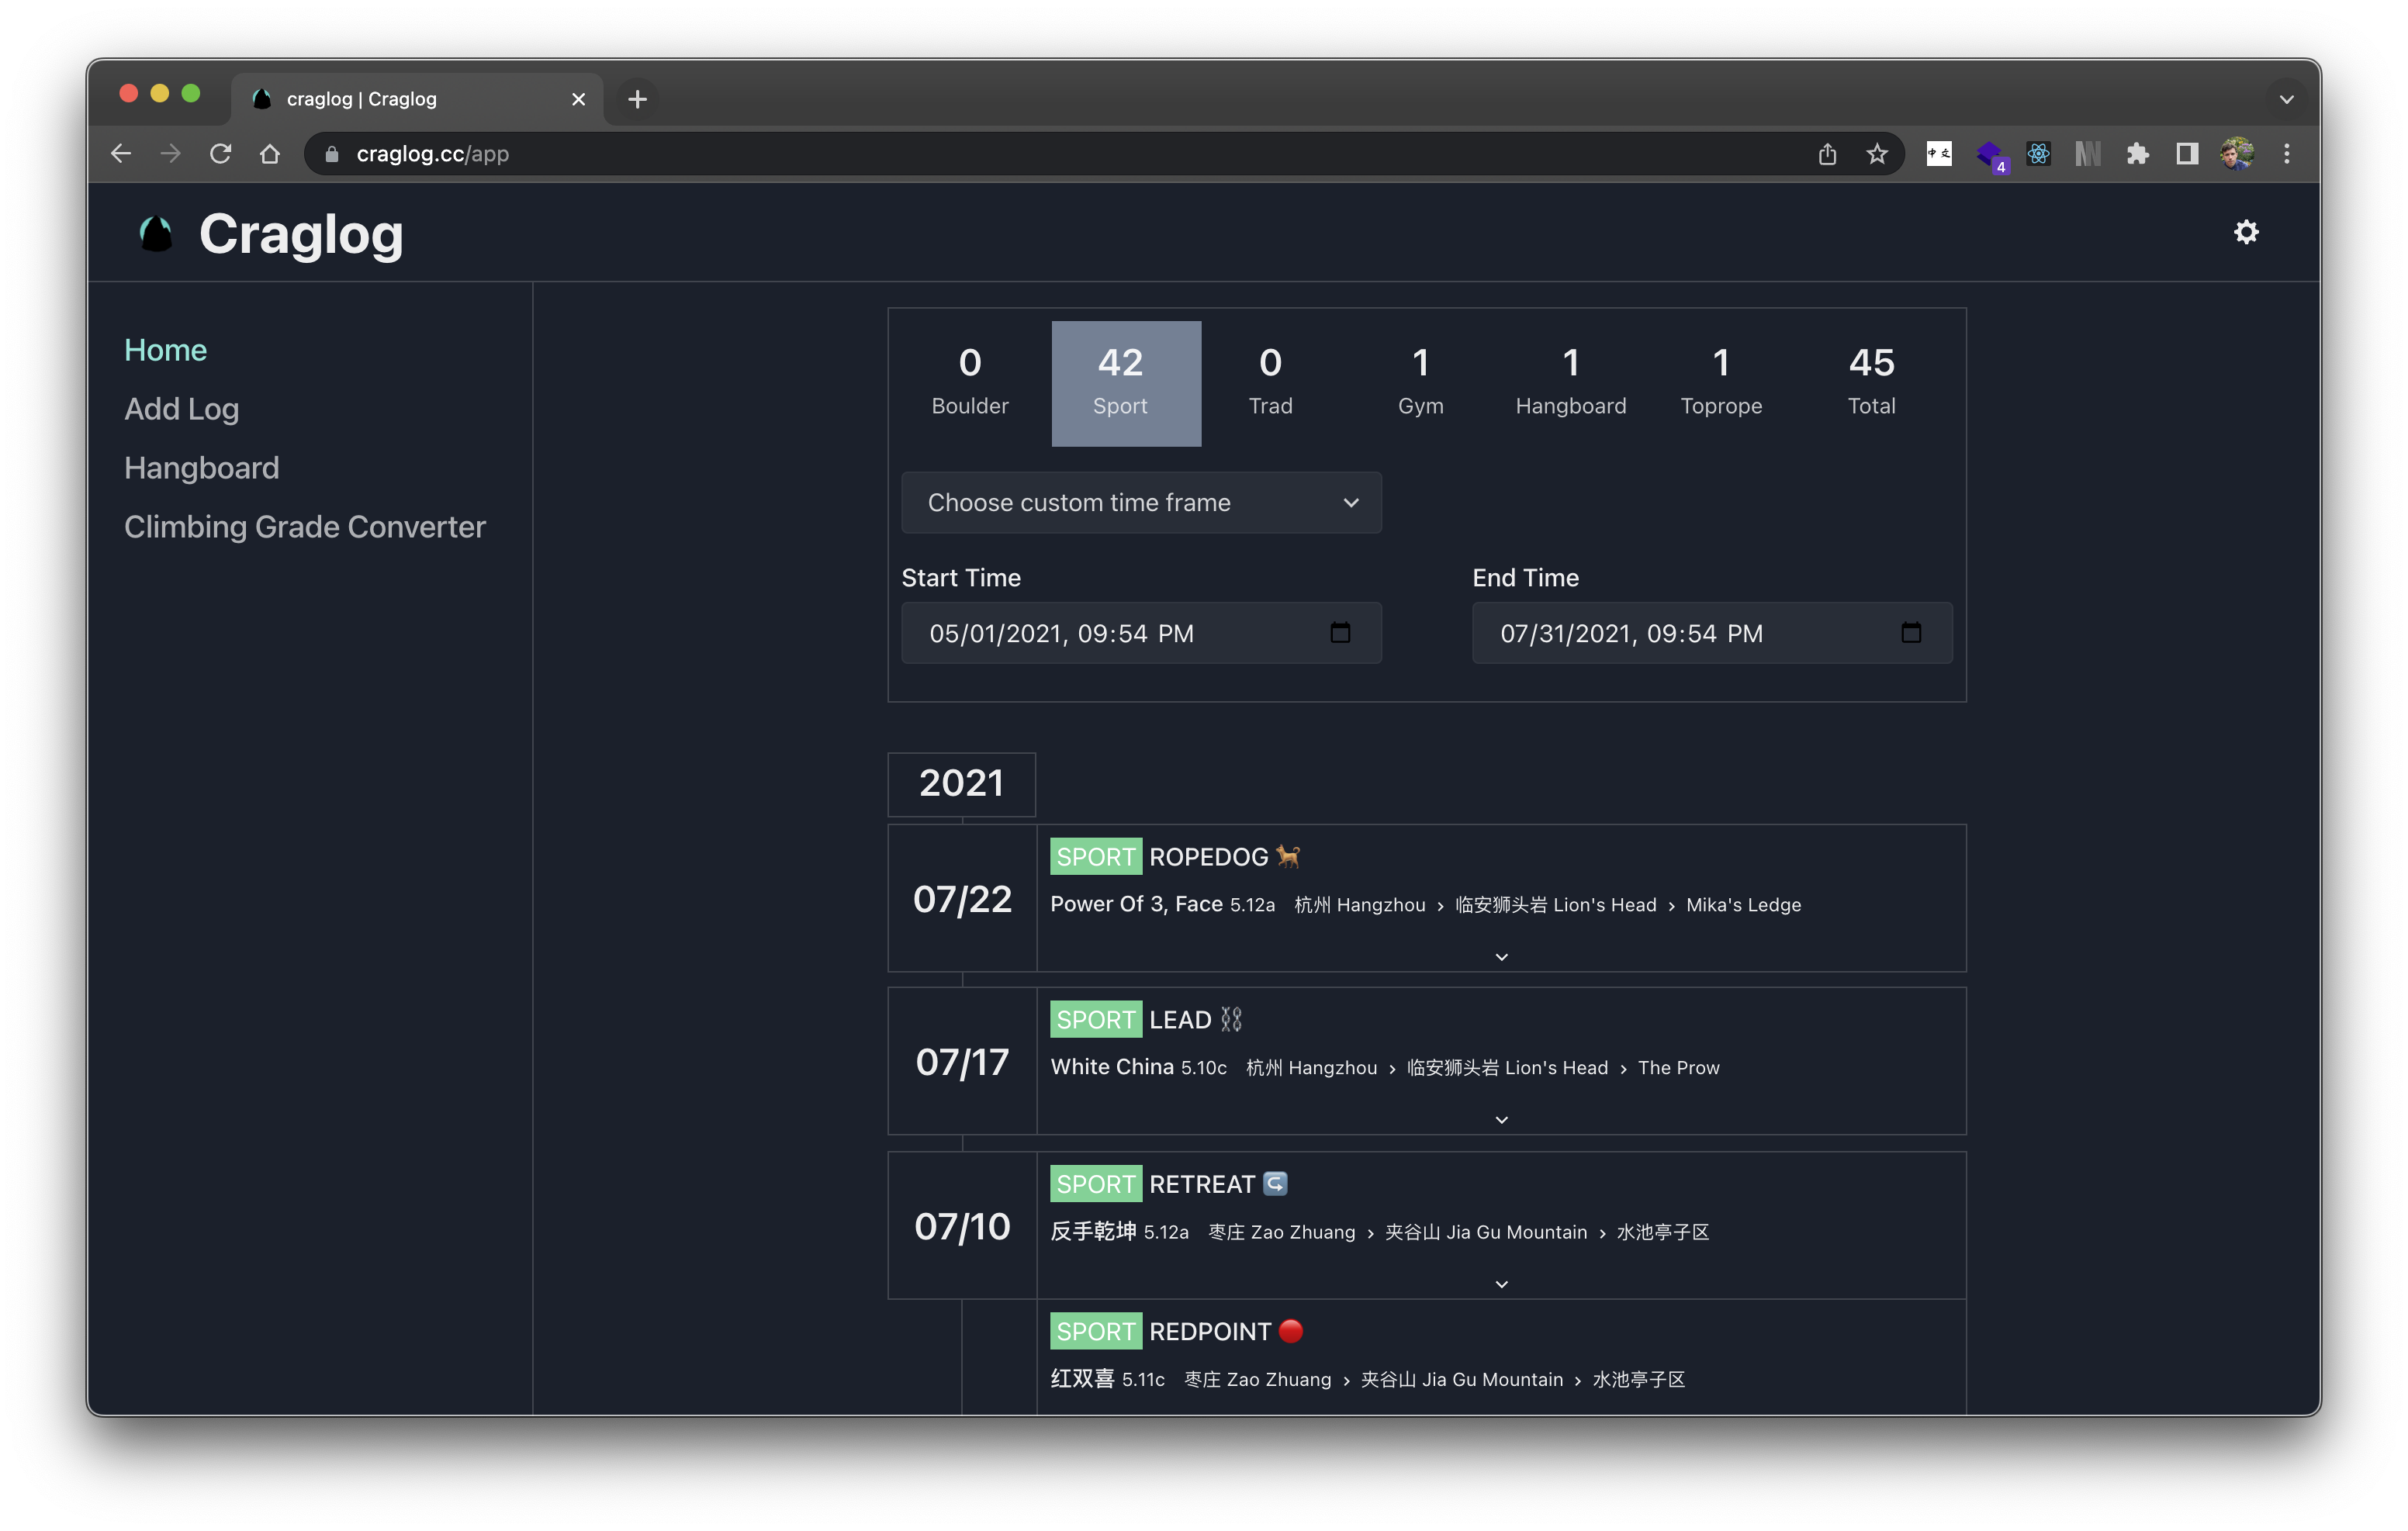 craglog | Craglog
craglog.cc/app
中文
4
Craglog
Home
Add Log
Hangboard
Climbing Grade Converter
0 42 0 1 1 1 45
Boulder Sport Trad Gym Hangboard Toprope Total
Choose custom time frame
Start Time End Time
05/01/2021, 09:54 PM 07/31/2021, 09:54 PM
2021
07/22
SPORT ROPEDOG 🐕
Power Of 3, Face 5.12a 杭州 Hangzhou › 临安狮头岩 Lion's Head › Mika's Ledge
07/17
SPORT LEAD ⛓
White China 5.10c 杭州 Hangzhou › 临安狮头岩 Lion's Head › The Prow
07/10
SPORT RETREAT ↪️
反手乾坤 5.12a 枣庄 Zao Zhuang › 夹谷山 Jia Gu Mountain › 水池亭子区
SPORT REDPOINT 🔴
红双喜 5.11c 枣庄 Zao Zhuang › 夹谷山 Jia Gu Mountain › 水池亭子区